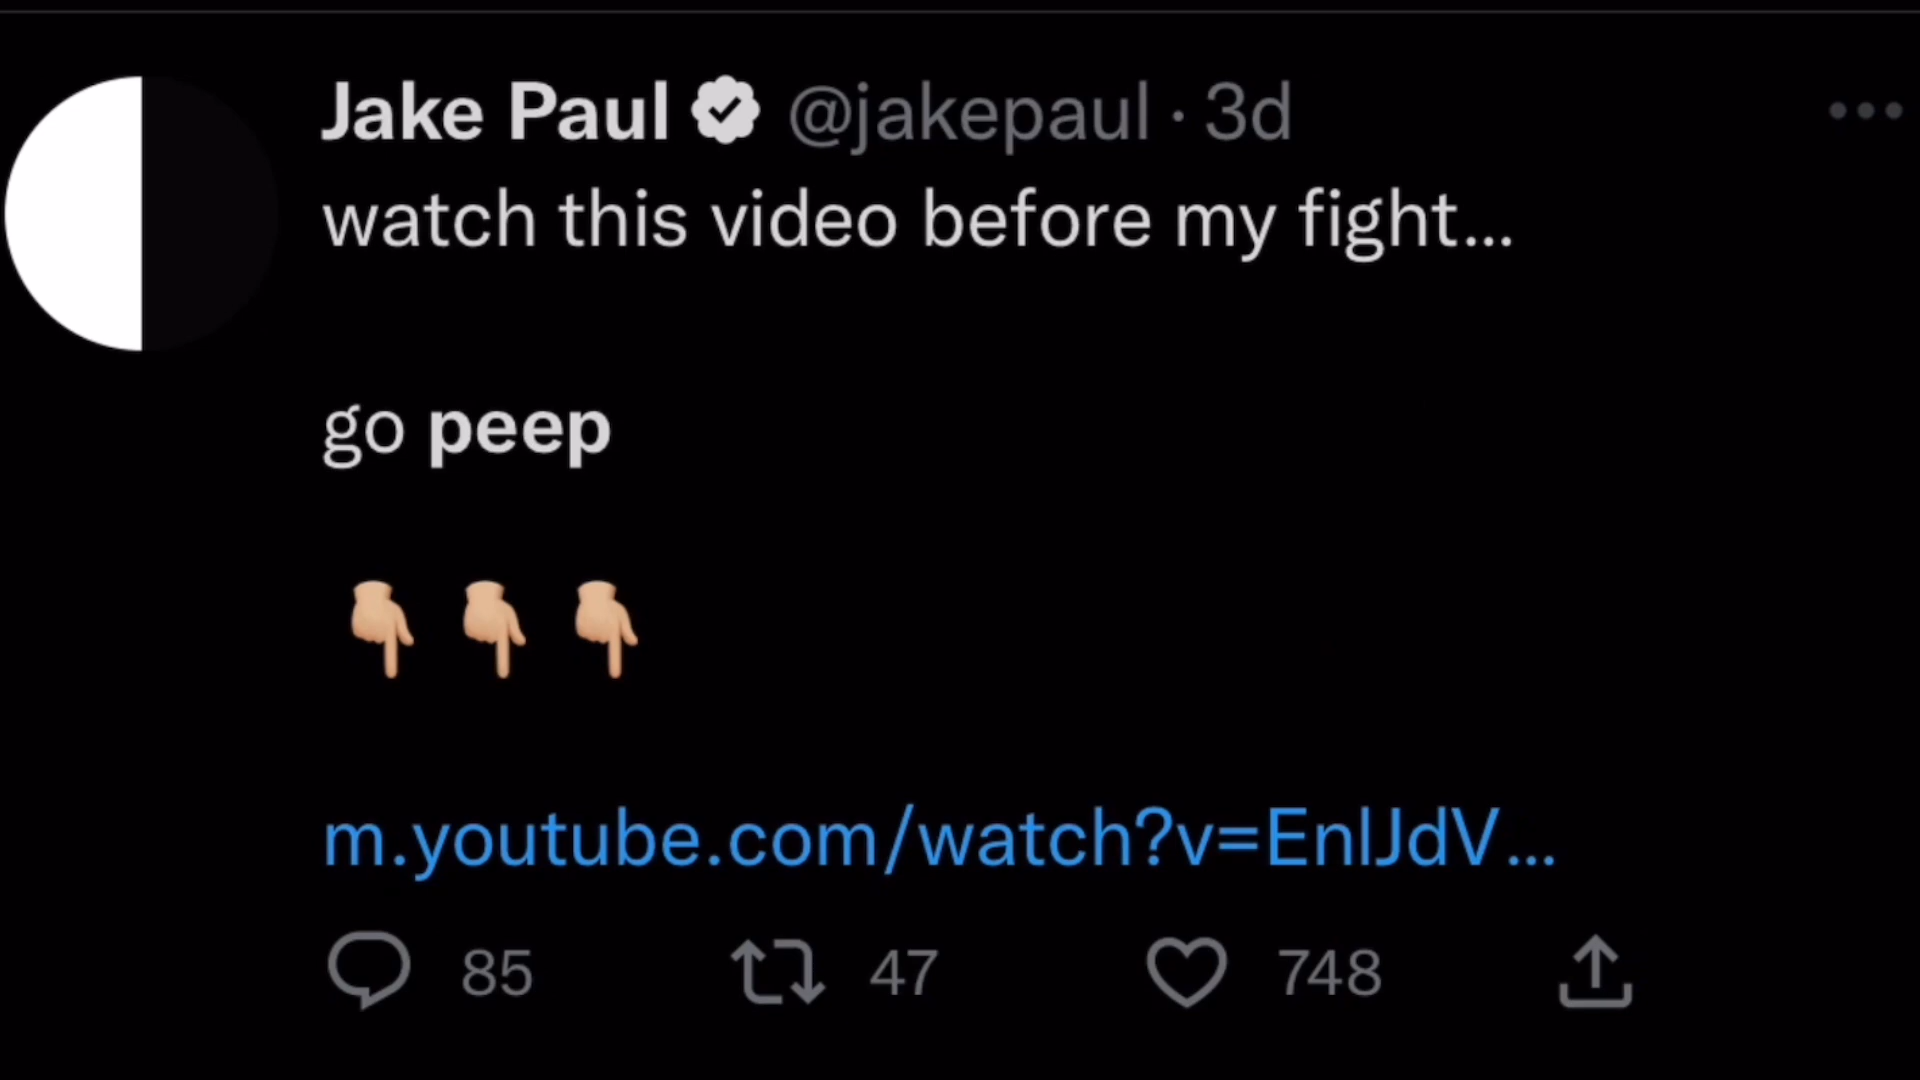 Jake Paul @jakepaul · 3d
watch this video before my fight...
go peep
👇🏼 👇🏼 👇🏼
m.youtube.com/watch?v=EnlJdV...
85 47 748